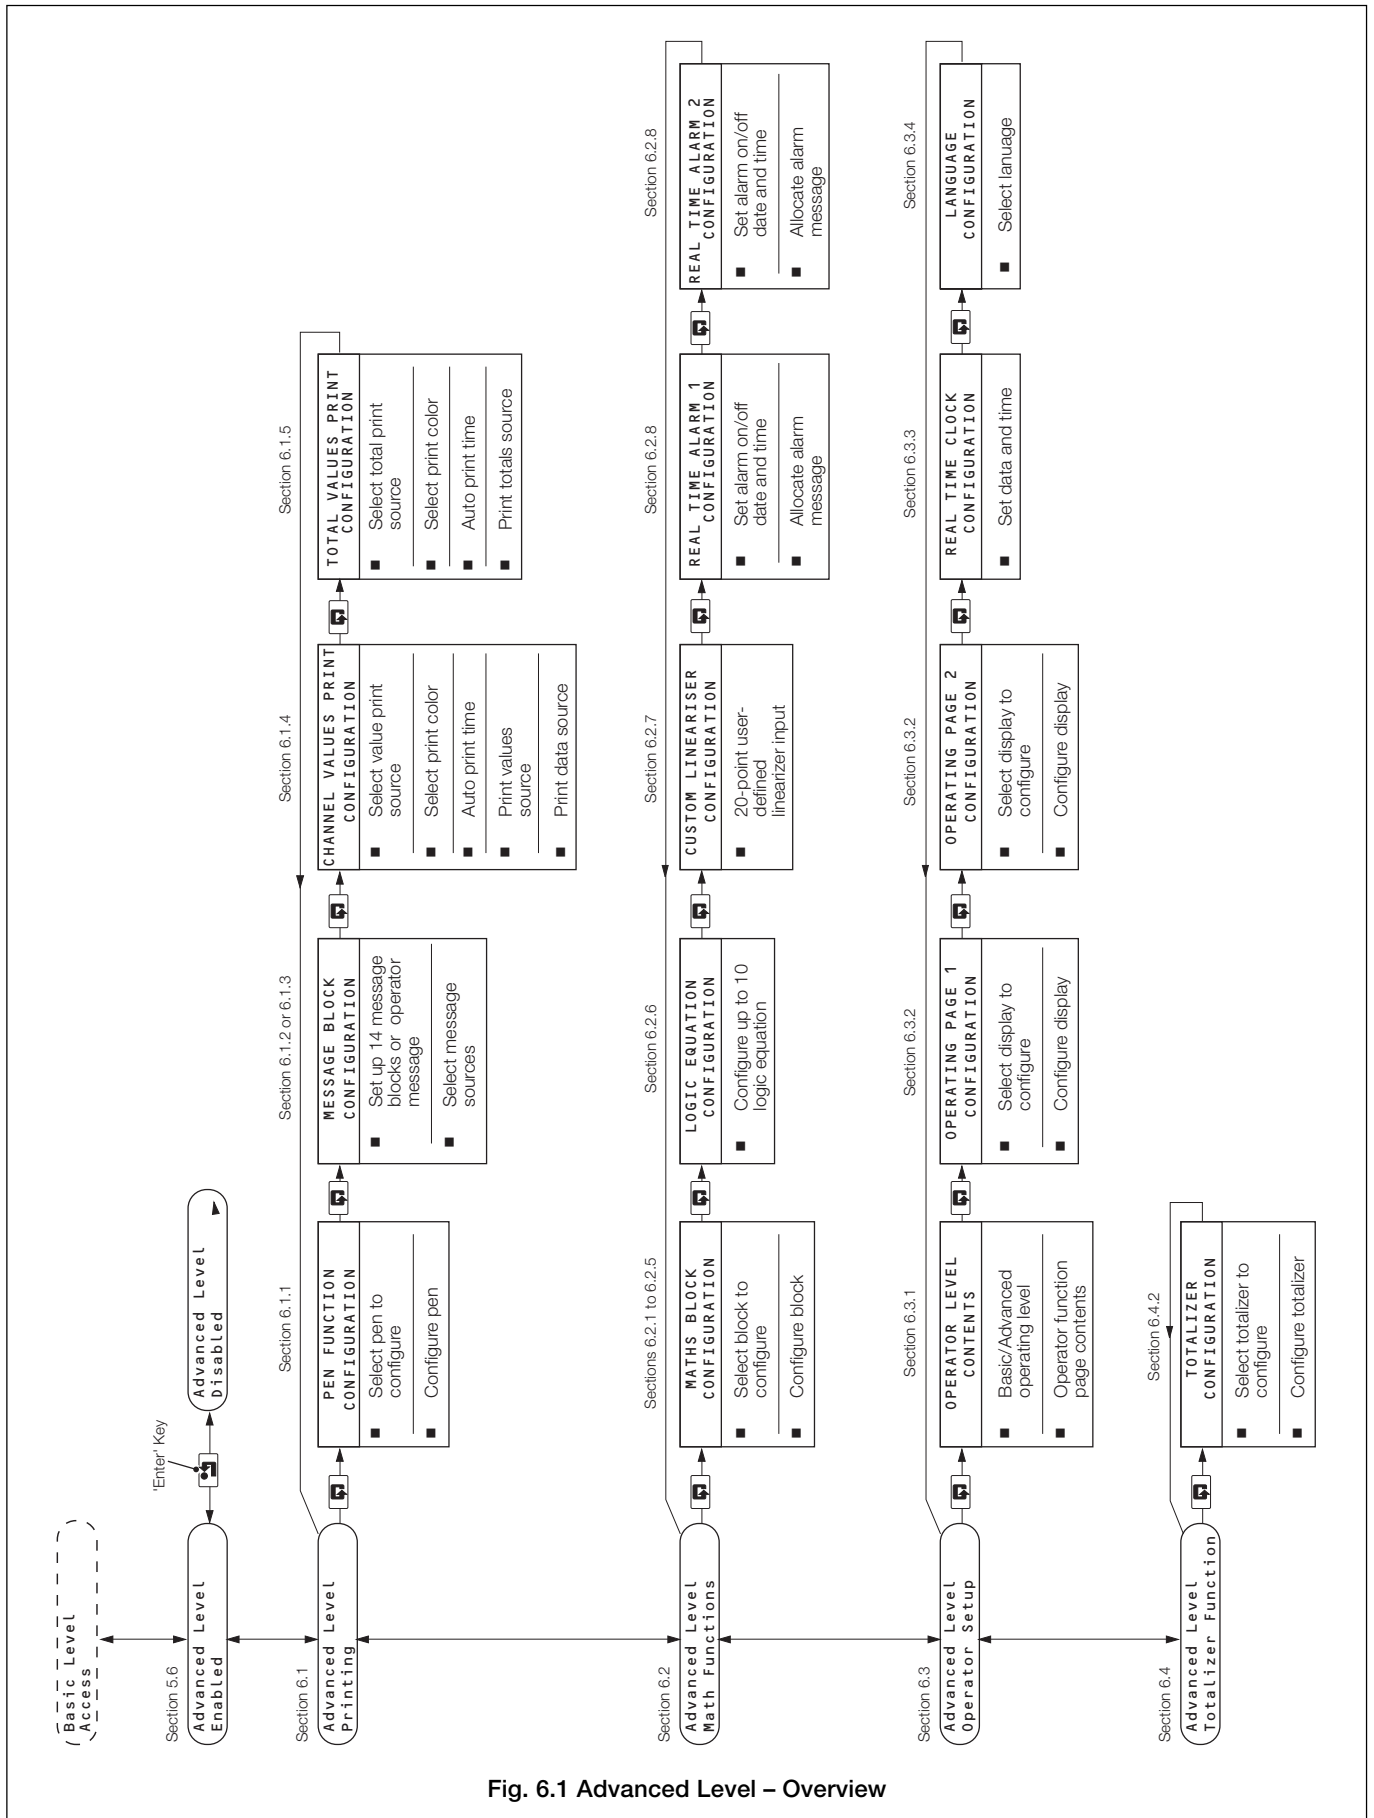 Basic Level
Access
Section 5.6
Advanced Level
Enabled
'Enter' Key
Advanced Level
Disabled
Section 6.1
Advanced Level
Printing
Section 6.1.1
PEN FUNCTION
CONFIGURATION
■ Select pen to
configure
■ Configure pen
Section 6.1.2 or 6.1.3
MESSAGE BLOCK
CONFIGURATION
■ Set up 14 message
blocks or operator
message
■ Select message
sources
Section 6.1.4
CHANNEL VALUES PRINT
CONFIGURATION
■ Select value print
source
■ Select print color
■ Auto print time
■ Print values
source
■ Print data source
Section 6.1.5
TOTAL VALUES PRINT
CONFIGURATION
■ Select total print
source
■ Select print color
■ Auto print time
■ Print totals source
Section 6.2
Advanced Level
Math Functions
Sections 6.2.1 to 6.2.5
MATHS BLOCK
CONFIGURATION
■ Select block to
configure
■ Configure block
Section 6.2.6
LOGIC EQUATION
CONFIGURATION
■ Configure up to 10
logic equation
Section 6.2.7
CUSTOM LINEARISER
CONFIGURATION
■ 20-point user-
defined
linearizer input
Section 6.2.8
REAL TIME ALARM 1
CONFIGURATION
■ Set alarm on/off
date and time
■ Allocate alarm
message
Section 6.2.8
REAL TIME ALARM 2
CONFIGURATION
■ Set alarm on/off
date and time
■ Allocate alarm
message
Section 6.3
Advanced Level
Operator Setup
Section 6.3.1
OPERATOR LEVEL
CONTENTS
■ Basic/Advanced
operating level
■ Operator function
page contents
Section 6.3.2
OPERATING PAGE 1
CONFIGURATION
■ Select display to
configure
■ Configure display
Section 6.3.2
OPERATING PAGE 2
CONFIGURATION
■ Select display to
configure
■ Configure display
Section 6.3.3
REAL TIME CLOCK
CONFIGURATION
■ Set data and time
Section 6.3.4
LANGUAGE
CONFIGURATION
■ Select lanuage
Section 6.4
Advanced Level
Totalizer Function
Section 6.4.2
TOTALIZER
CONFIGURATION
■ Select totalizer to
configure
■ Configure totalizer
Fig. 6.1 Advanced Level – Overview